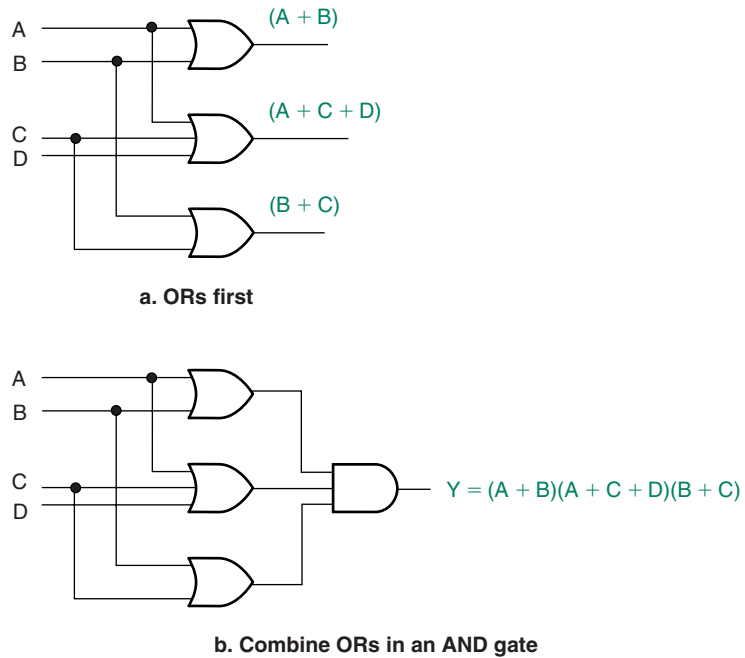 A
B
C
D
(A + B)
(A + C + D)
(B + C)
a. ORs first
A
B
C
D
Y = (A + B)(A + C + D)(B + C)
b. Combine ORs in an AND gate